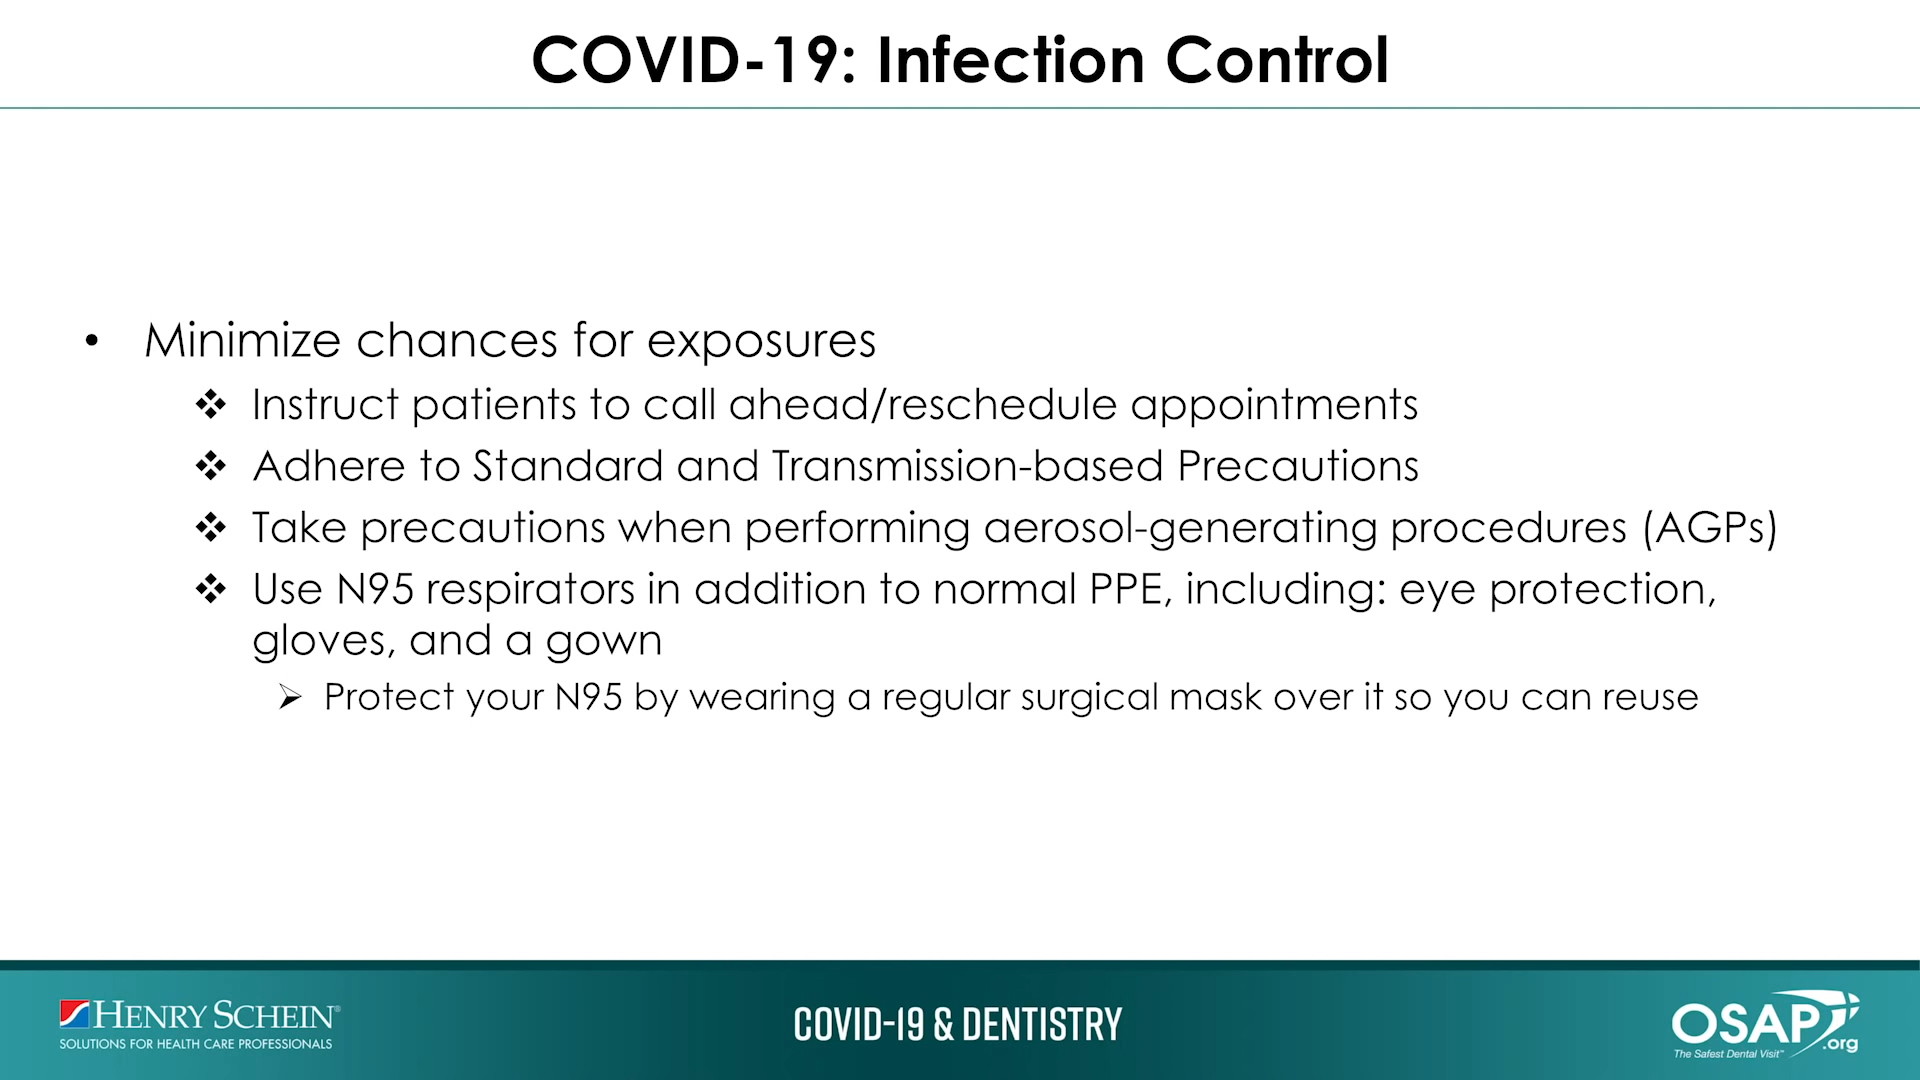 COVID-19: Infection Control
• Minimize chances for exposures
❖ Instruct patients to call ahead/reschedule appointments
❖ Adhere to Standard and Transmission-based Precautions
❖ Take precautions when performing aerosol-generating procedures (AGPs)
❖ Use N95 respirators in addition to normal PPE, including: eye protection,
gloves, and a gown
➢ Protect your N95 by wearing a regular surgical mask over it so you can reuse
HENRY SCHEIN®
SOLUTIONS FOR HEALTH CARE PROFESSIONALS
COVID-19 & DENTISTRY
OSAP
.org
The Safest Dental Visit™